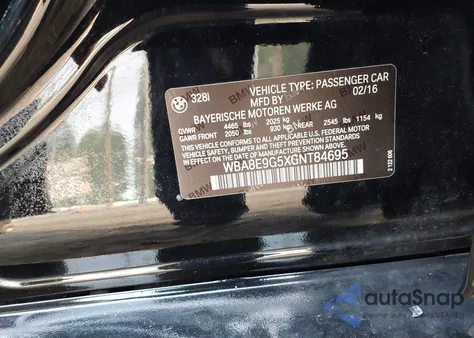 328i VEHICLE TYPE: PASSENGER CAR
MFD BY 02/16
BAYERISCHE MOTOREN WERKE AG
GVWR 4465 lbs 2025 kg
GAWR FRONT 2050 lbs 930 kg REAR 2545 lbs 1154 kg
THIS CAR CONFORMS TO ALL APPLICABLE U.S. FEDERAL
MOTOR VEHICLE SAFETY, BUMPER, AND THEFT PREVENTION
STANDARDS IN EFFECT ON THE DATE OF
MANUFACTURE SHOWN ABOVE.
WBABE9G5XGNT84695
autoSnap